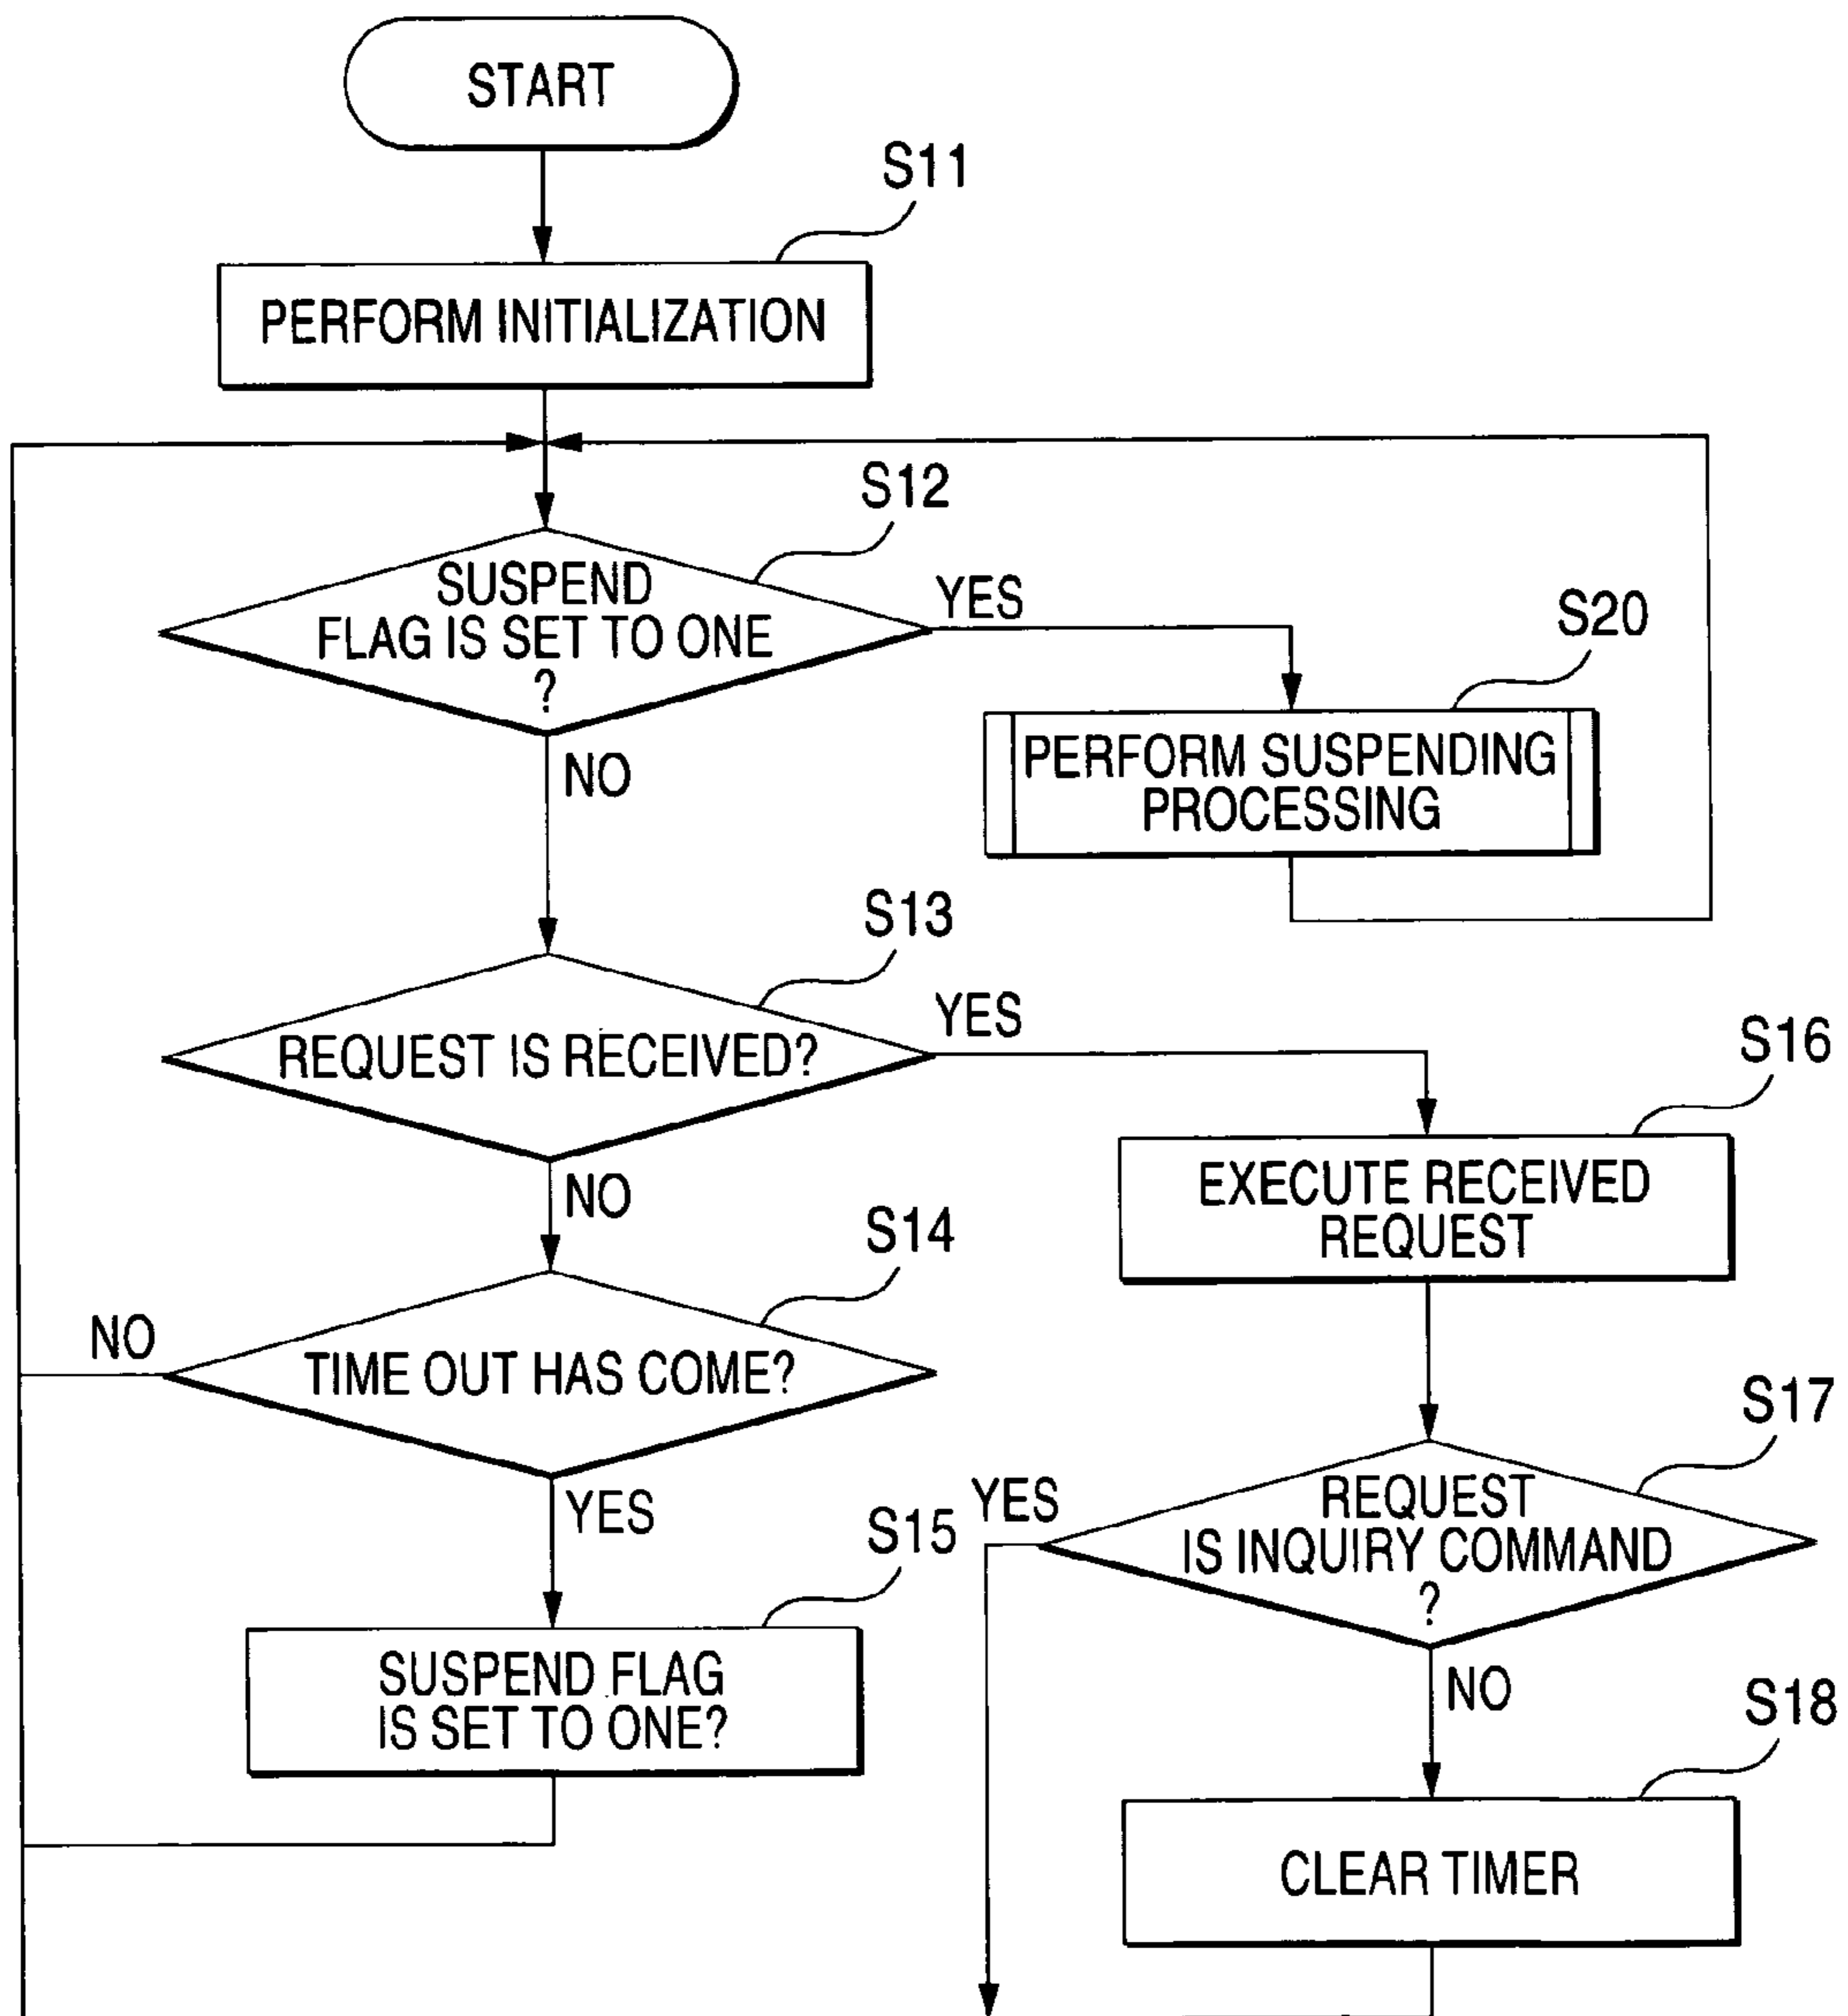 START
S11
PERFORM INITIALIZATION
S12
SUSPEND
FLAG IS SET TO ONE
?
YES
S20
PERFORM SUSPENDING
PROCESSING
NO
S13
REQUEST IS RECEIVED?
YES
S16
EXECUTE RECEIVED
REQUEST
NO
S14
TIME OUT HAS COME?
NO
YES
S15
SUSPEND FLAG
IS SET TO ONE?
S17
REQUEST
IS INQUIRY COMMAND
?
YES
NO
S18
CLEAR TIMER